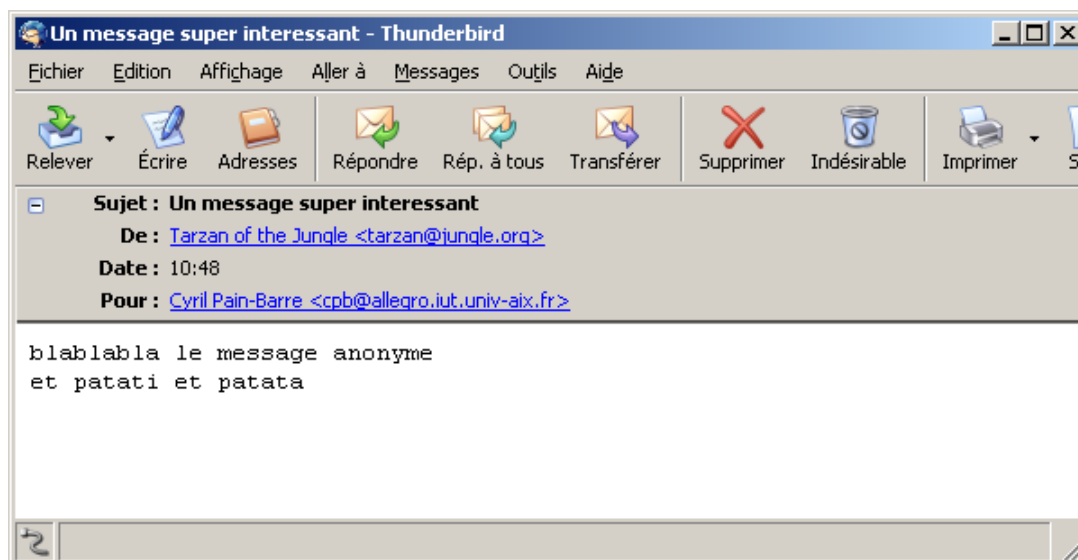 Un message super interessant - Thunderbird
Fichier Edition Affichage Aller à Messages Outils Aide
Relever Écrire Adresses Répondre Rép. à tous Transférer Supprimer Indésirable Imprimer
Sujet : Un message super interessant
De : Tarzan of the Jungle <tarzan@jungle.org>
Date : 10:48
Pour : Cyril Pain-Barre <cpb@allegro.iut.univ-aix.fr>
blablabla le message anonyme
et patati et patata